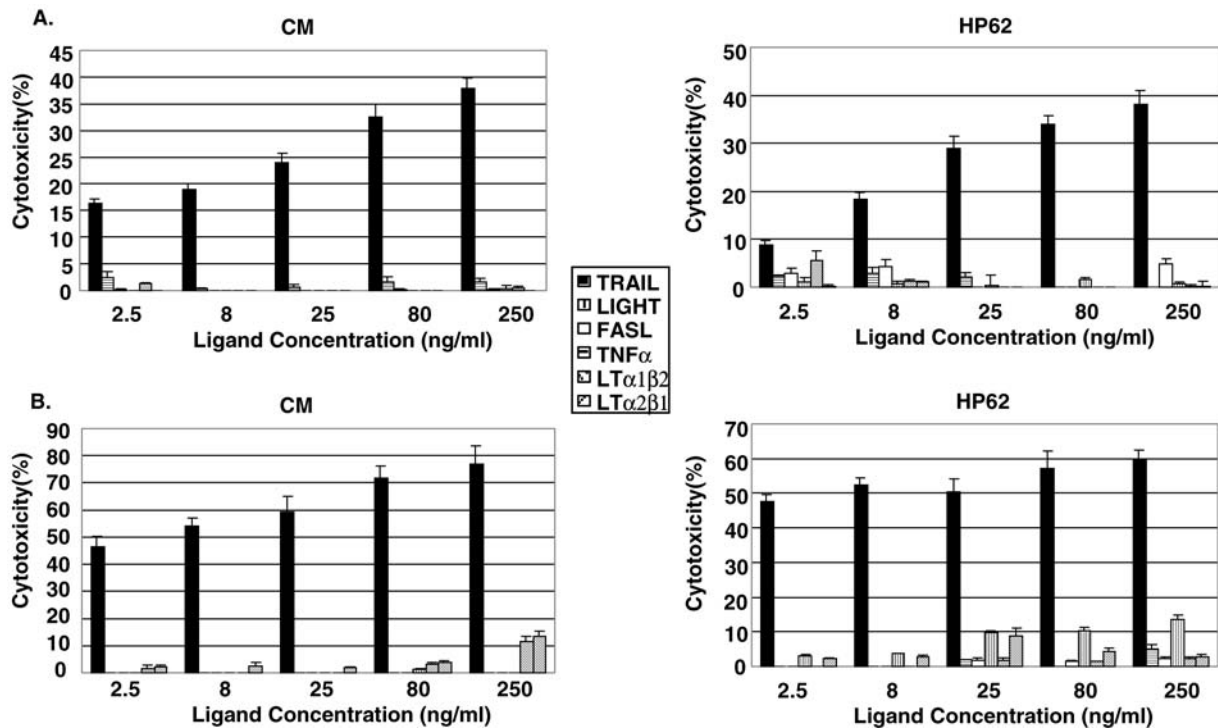 A.
CM
Cytotoxicity(%)
45
40
35
30
25
20
15
10
5
0
2.5 8 25 80 250
Ligand Concentration (ng/ml)
HP62
Cytotoxicity(%)
50
40
30
20
10
0
2.5 8 25 80 250
Ligand Concentration (ng/ml)
TRAIL
LIGHT
FASL
TNFα
LTα1β2
LTα2β1
B.
CM
Cytotoxicity(%)
90
80
70
60
50
40
30
20
10
0
2.5 8 25 80 250
Ligand Concentration (ng/ml)
HP62
Cytotoxicity(%)
70
60
50
40
30
20
10
0
2.5 8 25 80 250
Ligand Concentration (ng/ml)